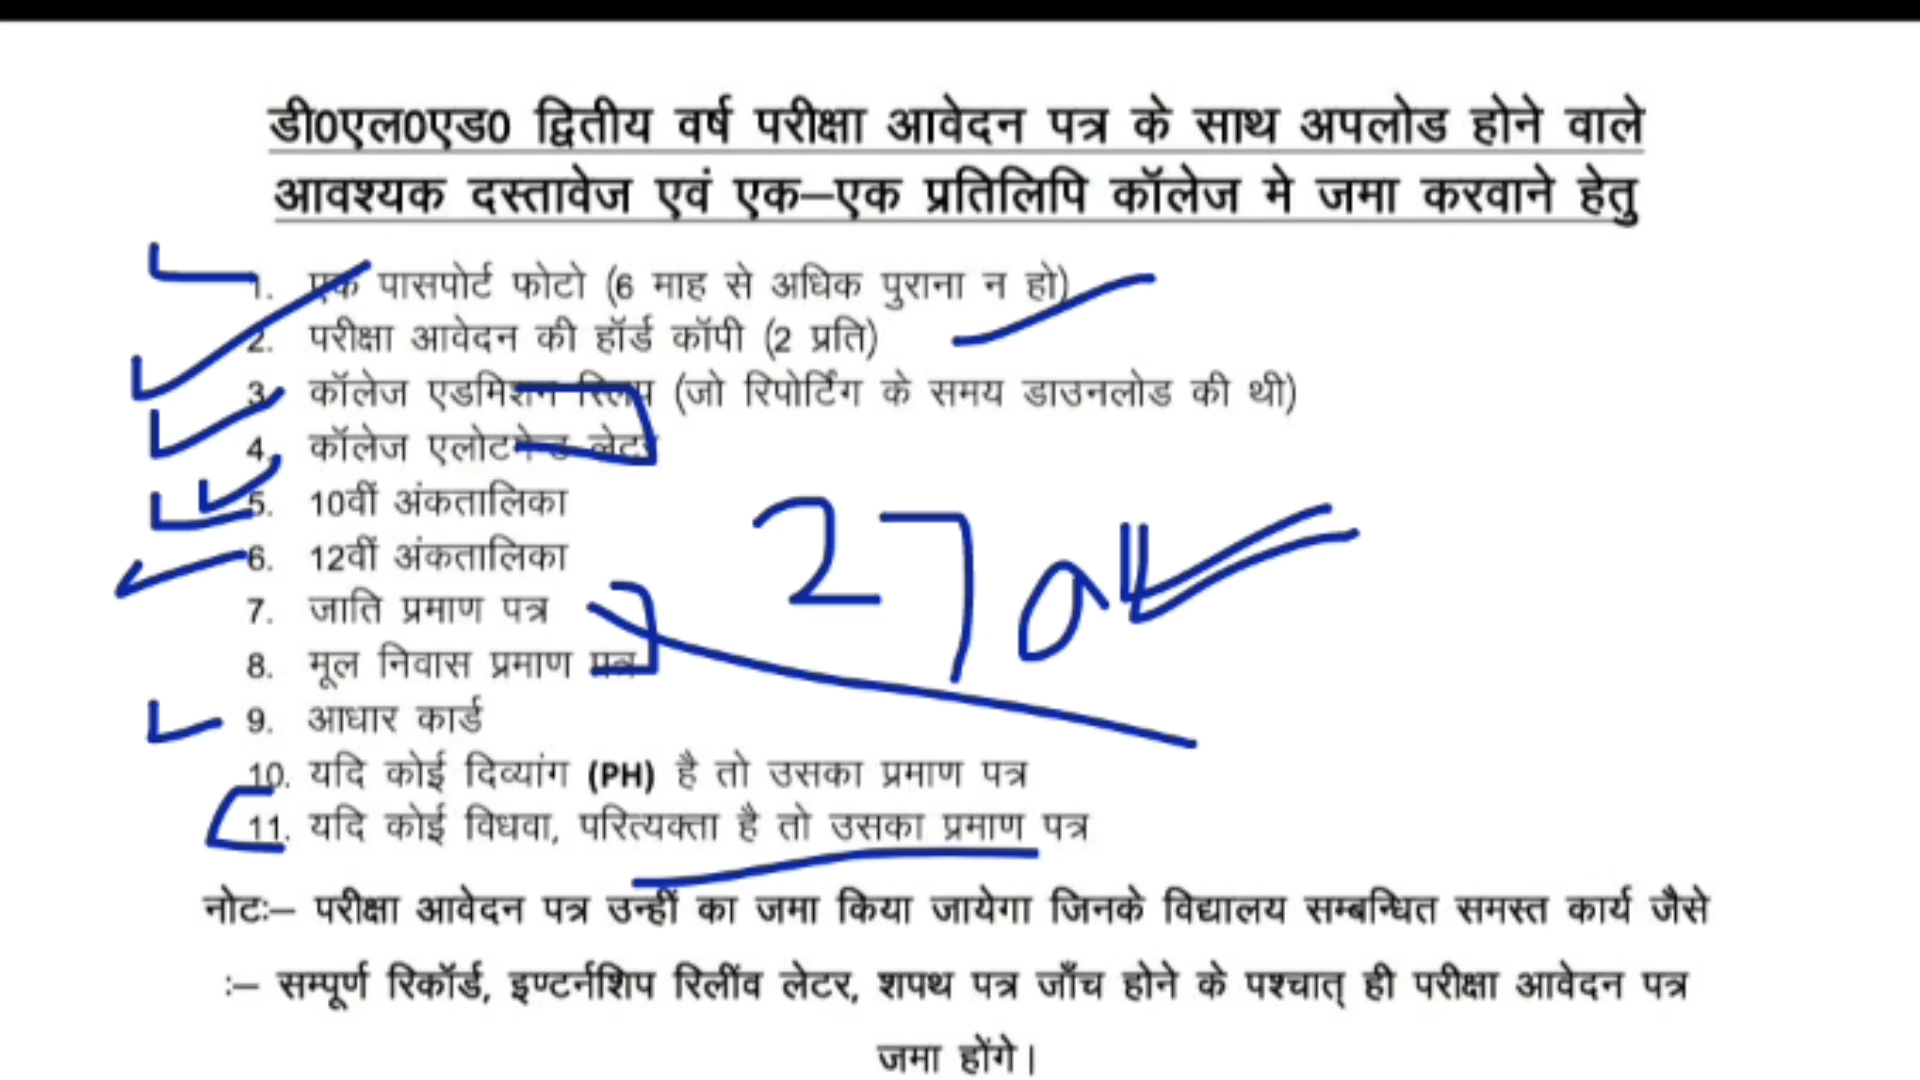 डी0एल0एड0 द्वितीय वर्ष परीक्षा आवेदन पत्र के साथ अपलोड होने वाले
आवश्यक दस्तावेज एवं एक–एक प्रतिलिपि कॉलेज मे जमा करवाने हेतु
1. एक पासपोर्ट फोटो (6 माह से अधिक पुराना न हो)
2. परीक्षा आवेदन की हॉर्ड कॉपी (2 प्रति)
3. कॉलेज एडमिशन स्लिप (जो रिपोर्टिंग के समय डाउनलोड की थी)
4. कॉलेज एलोटमेन्ट लेटर
5. 10वीं अंकतालिका
6. 12वीं अंकतालिका
7. जाति प्रमाण पत्र
8. मूल निवास प्रमाण पत्र
27
9. आधार कार्ड
10. यदि कोई दिव्यांग (PH) है तो उसका प्रमाण पत्र
11. यदि कोई विधवा, परित्यक्ता है तो उसका प्रमाण पत्र
नोटः– परीक्षा आवेदन पत्र उन्हीं का जमा किया जायेगा जिनके विद्यालय सम्बन्धित समस्त कार्य जैसे
:– सम्पूर्ण रिकॉर्ड, इण्टर्नशिप रिलींव लेटर, शपथ पत्र जाँच होने के पश्चात् ही परीक्षा आवेदन पत्र
जमा होंगे।